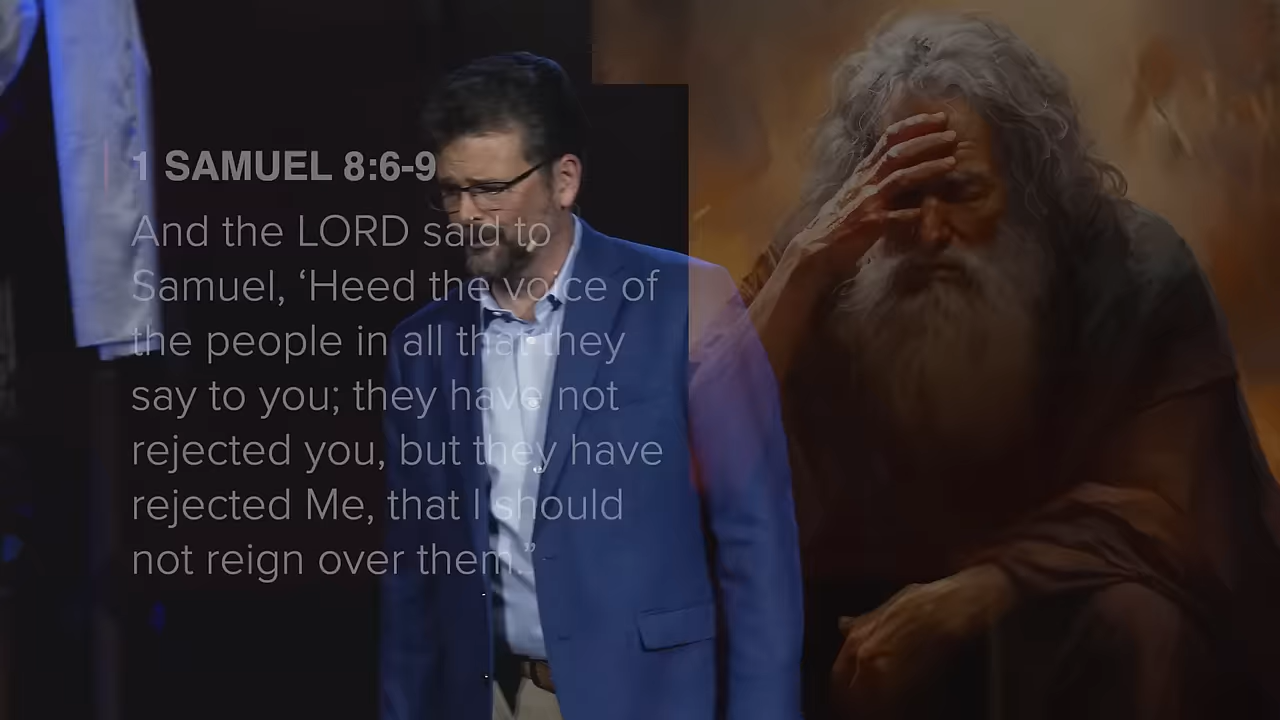 1 SAMUEL 8:6-9
And the LORD said to
Samuel, ‘Heed the voice of
the people in all that they
say to you; they have not
rejected you, but they have
rejected Me, that I should
not reign over them.”